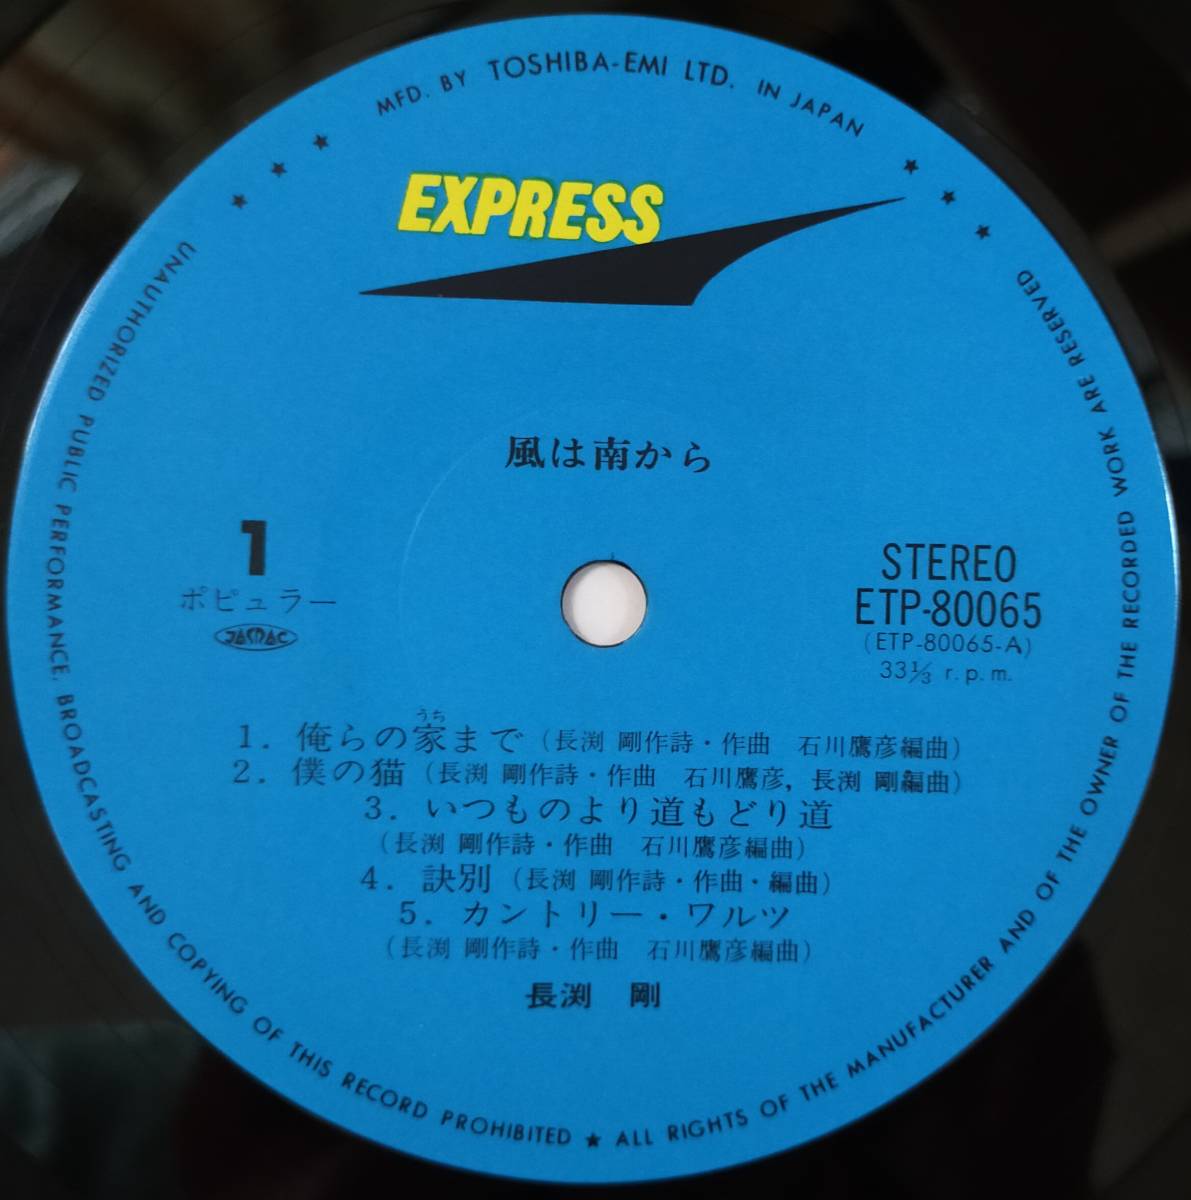 MFD. BY TOSHIBA-EMI LTD. IN JAPAN
EXPRESS
風は南から
1
ポピュラー
JASRAC
STEREO
ETP-80065
(ETP-80065-A)
33⅓ r.p.m.
1. 俺らの家まで (長渕 剛作詩・作曲 石川鷹彦編曲)
うち
2. 僕の猫 (長渕 剛作詩・作曲 石川鷹彦, 長渕 剛編曲)
3. いつものより道もどり道
(長渕 剛作詩・作曲 石川鷹彦編曲)
4. 訣別 (長渕 剛作詩・作曲・編曲)
5. カントリー・ワルツ
(長渕 剛作詩・作曲 石川鷹彦編曲)
長渕 剛
UNAUTHORIZED PUBLIC PERFORMANCE, BROADCASTING AND COPYING OF THIS RECORD PROHIBITED ★ ALL RIGHTS OF THE MANUFACTURER AND OF THE OWNER OF THE RECORDED WORK ARE RESERVED